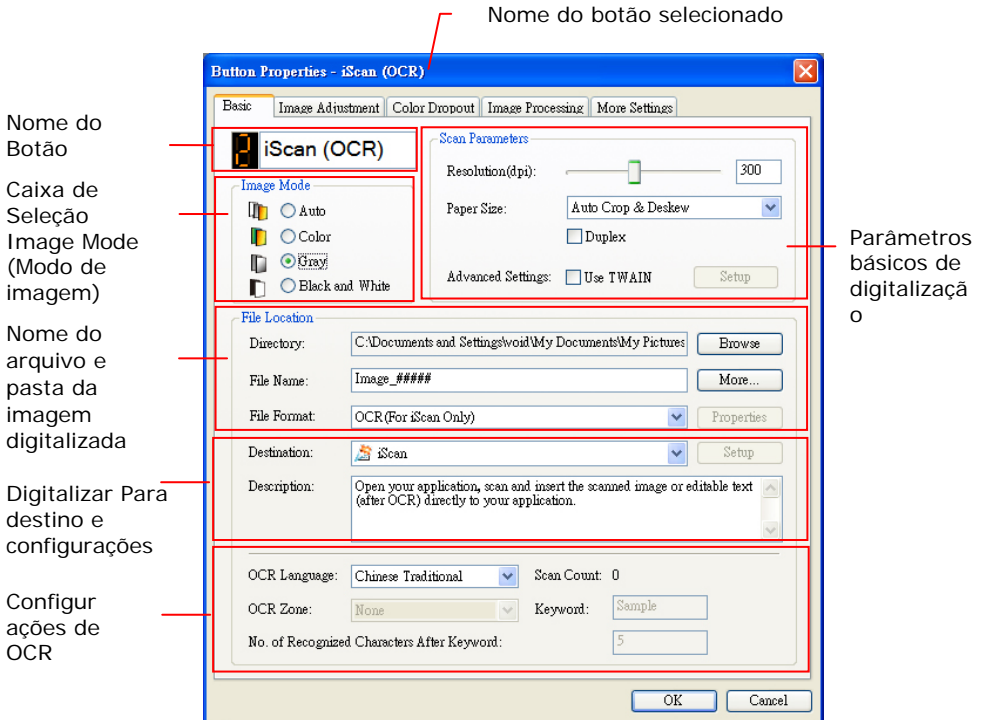 Nome do botão selecionado
Button Properties - iScan (OCR)
Basic
Image Adjustment
Color Dropout
Image Processing
More Settings
Nome do
Botão
2 iScan (OCR)
Caixa de
Seleção
Image Mode
(Modo de
imagem)
Image Mode
Auto
Color
Gray
Black and White
Scan Parameters
Resolution(dpi): 300
Paper Size: Auto Crop & Deskew
Duplex
Advanced Settings: Use TWAIN Setup
Parâmetros
básicos de
digitalizaçã
o
Nome do
arquivo e
pasta da
imagem
digitalizada
File Location
Directory: C:\Documents and Settings\void\My Documents\My Pictures Browse
File Name: Image_##### More...
File Format: OCR(For iScan Only) Properties
Digitalizar Para
destino e
configurações
Destination: iScan Setup
Description: Open your application, scan and insert the scanned image or editable text
(after OCR) directly to your application.
Configur
ações de
OCR
OCR Language: Chinese Traditional Scan Count: 0
OCR Zone: None Keyword: Sample
No. of Recognized Characters After Keyword: 5
OK Cancel